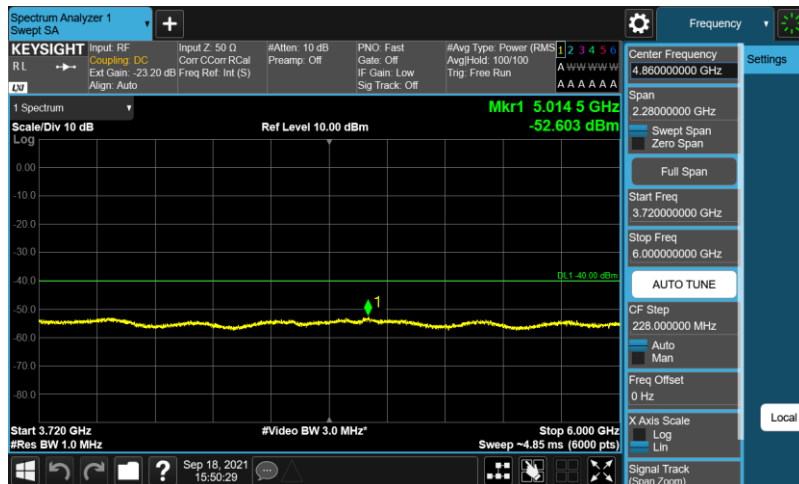 Spectrum Analyzer 1
Swept SA
Frequency
KEYSIGHT
RL
LXI
Input: RF
Coupling: DC
Ext Gain: -23.20 dB
Align: Auto
Input Z: 50 Ω
Corr CCorr RCal
Freq Ref: Int (S)
#Atten: 10 dB
Preamp: Off
PNO: Fast
Gate: Off
IF Gain: Low
Sig Track: Off
#Avg Type: Power (RMS
Avg|Hold: 100/100
Trig: Free Run
1 2 3 4 5 6
A W W W W W
A A A A A A
1 Spectrum
Scale/Div 10 dB
Ref Level 10.00 dBm
Mkr1 5.014 5 GHz
-52.603 dBm
Log
0.00
-10.0
-20.0
-30.0
-40.0
-50.0
-60.0
-70.0
-80.0
DL1 -40.00 dBm
1
Start 3.720 GHz
#Video BW 3.0 MHz*
Stop 6.000 GHz
#Res BW 1.0 MHz
Sweep ~4.85 ms (6000 pts)
?
Sep 18, 2021
15:50:29
Center Frequency
4.860000000 GHz
Span
2.28000000 GHz
Swept Span
Zero Span
Full Span
Start Freq
3.720000000 GHz
Stop Freq
6.000000000 GHz
AUTO TUNE
CF Step
228.000000 MHz
Auto
Man
Freq Offset
0 Hz
X Axis Scale
Log
Lin
Signal Track
(Span Zoom)
Settings
Local